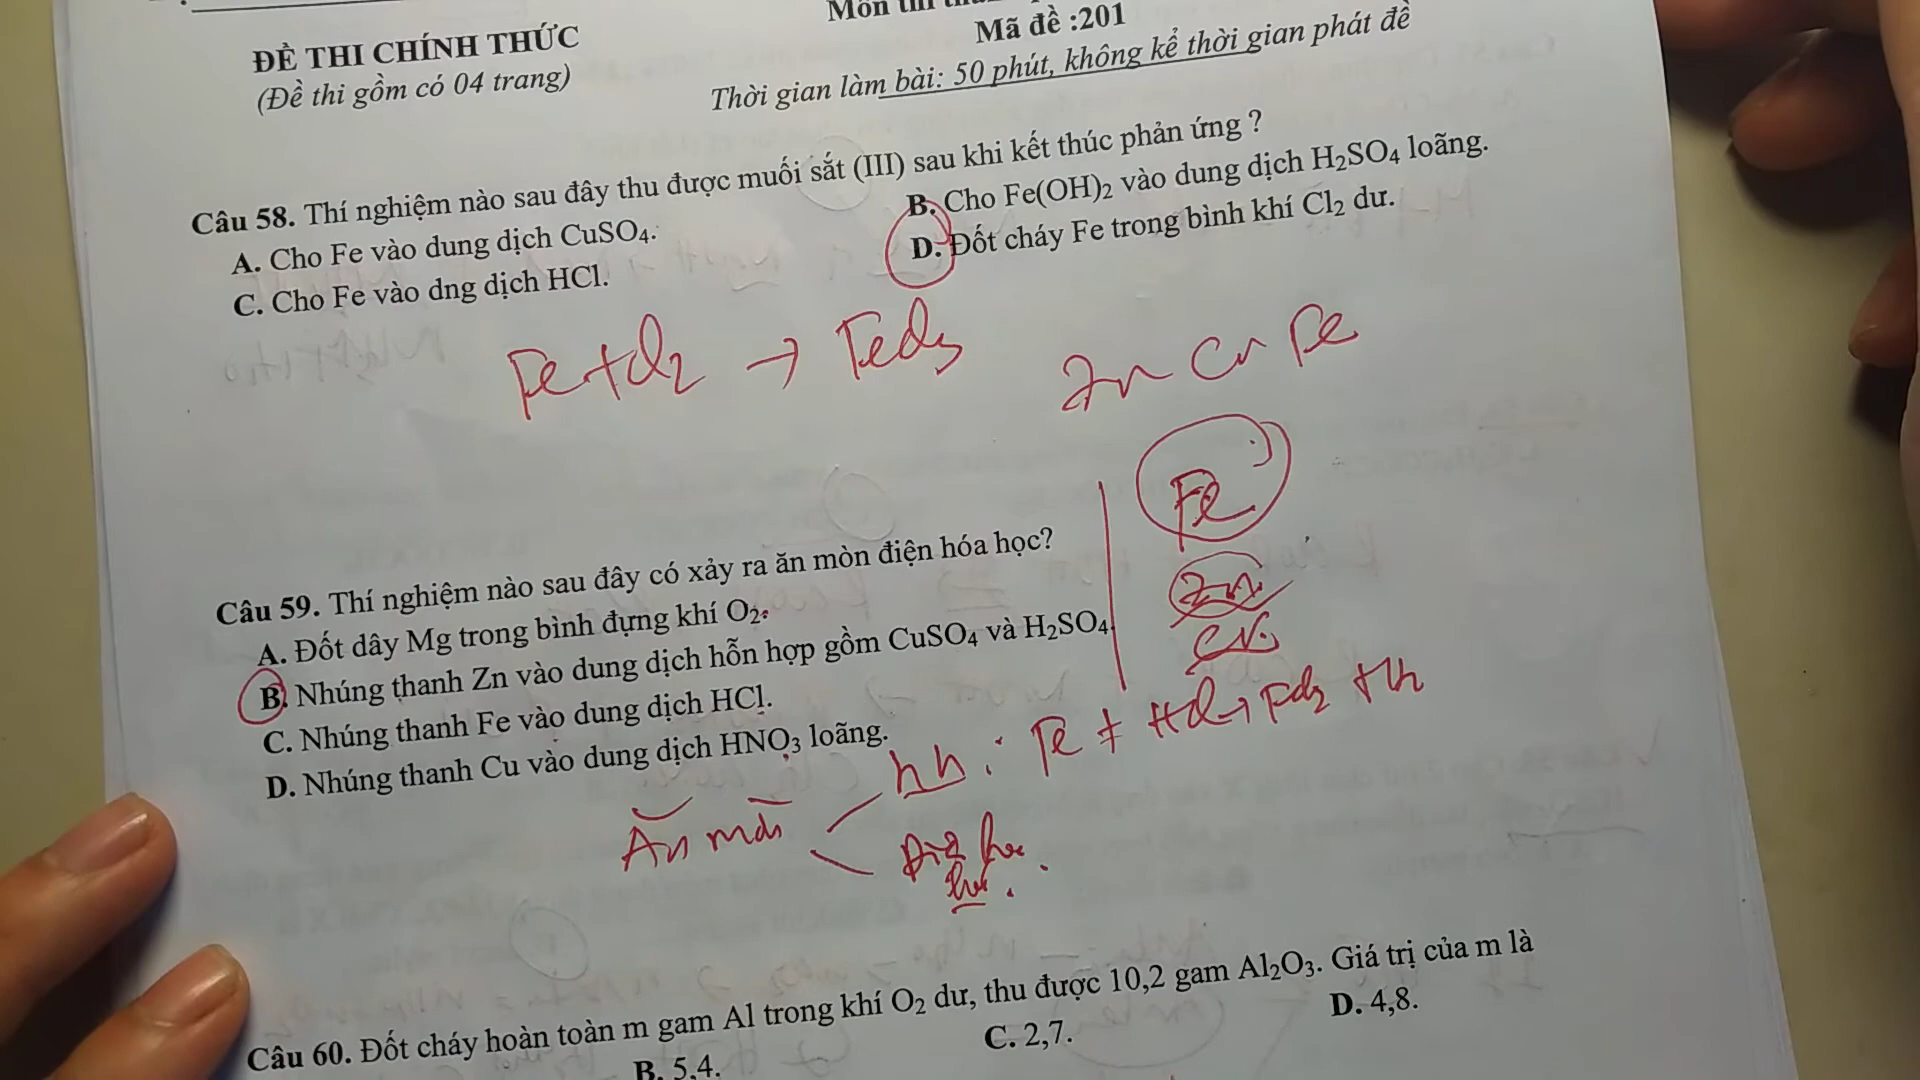 Mã đề :201
ĐỀ THI CHÍNH THỨC
(Đề thi gồm có 04 trang)
Thời gian làm bài: 50 phút, không kể thời gian phát đề
Câu 58. Thí nghiệm nào sau đây thu được muối sắt (III) sau khi kết thúc phản ứng ?
A. Cho Fe vào dung dịch CuSO₄.
B. Cho Fe(OH)₂ vào dung dịch H₂SO₄ loãng.
C. Cho Fe vào dng dịch HCl.
D. Đốt cháy Fe trong bình khí Cl₂ dư.
Fe + Cl₂ → FeCl₃
Zn Cu Fe
Fe
Zn
Câu 59. Thí nghiệm nào sau đây có xảy ra ăn mòn điện hóa học?
A. Đốt dây Mg trong bình đựng khí O₂.
B. Nhúng thanh Zn vào dung dịch hỗn hợp gồm CuSO₄ và H₂SO₄.
C. Nhúng thanh Fe vào dung dịch HCl.
D. Nhúng thanh Cu vào dung dịch HNO₃ loãng.
hh : Fe + HCl → FeCl₂ + H₂
Ăn mòn
Câu 60. Đốt cháy hoàn toàn m gam Al trong khí O₂ dư, thu được 10,2 gam Al₂O₃. Giá trị của m là
B. 5,4.
C. 2,7.
D. 4,8.